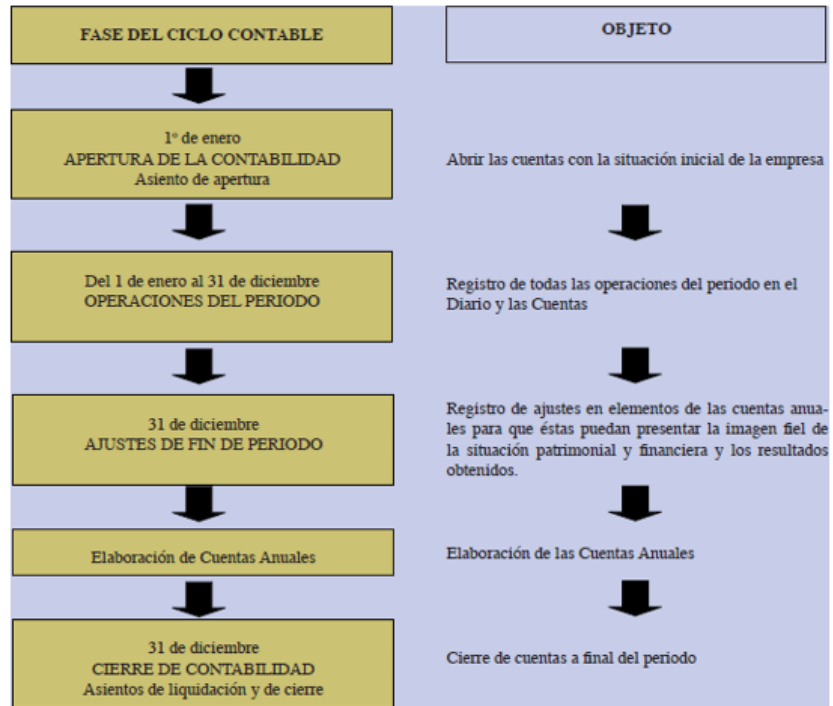 FASE DEL CICLO CONTABLE
OBJETO
1º de enero
APERTURA DE LA CONTABILIDAD
Asiento de apertura
Abrir las cuentas con la situación inicial de la empresa
Del 1 de enero al 31 de diciembre
OPERACIONES DEL PERIODO
Registro de todas las operaciones del periodo en el
Diario y las Cuentas
31 de diciembre
AJUSTES DE FIN DE PERIODO
Registro de ajustes en elementos de las cuentas anua-
les para que éstas puedan presentar la imagen fiel de
la situación patrimonial y financiera y los resultados
obtenidos.
Elaboración de Cuentas Anuales
Elaboración de las Cuentas Anuales
31 de diciembre
CIERRE DE CONTABILIDAD
Asientos de liquidación y de cierre
Cierre de cuentas a final del periodo